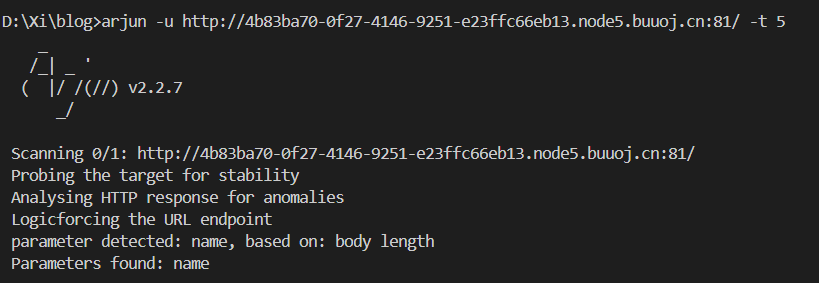 D:\Xi\blog>arjun -u http://4b83ba70-0f27-4146-9251-e23ffc66eb13.node5.buuoj.cn:81/ -t 5
    _
   /_| _ '
  (  |/ /(//) v2.2.7
      _/
Scanning 0/1: http://4b83ba70-0f27-4146-9251-e23ffc66eb13.node5.buuoj.cn:81/
Probing the target for stability
Analysing HTTP response for anomalies
Logicforcing the URL endpoint
parameter detected: name, based on: body length
Parameters found: name